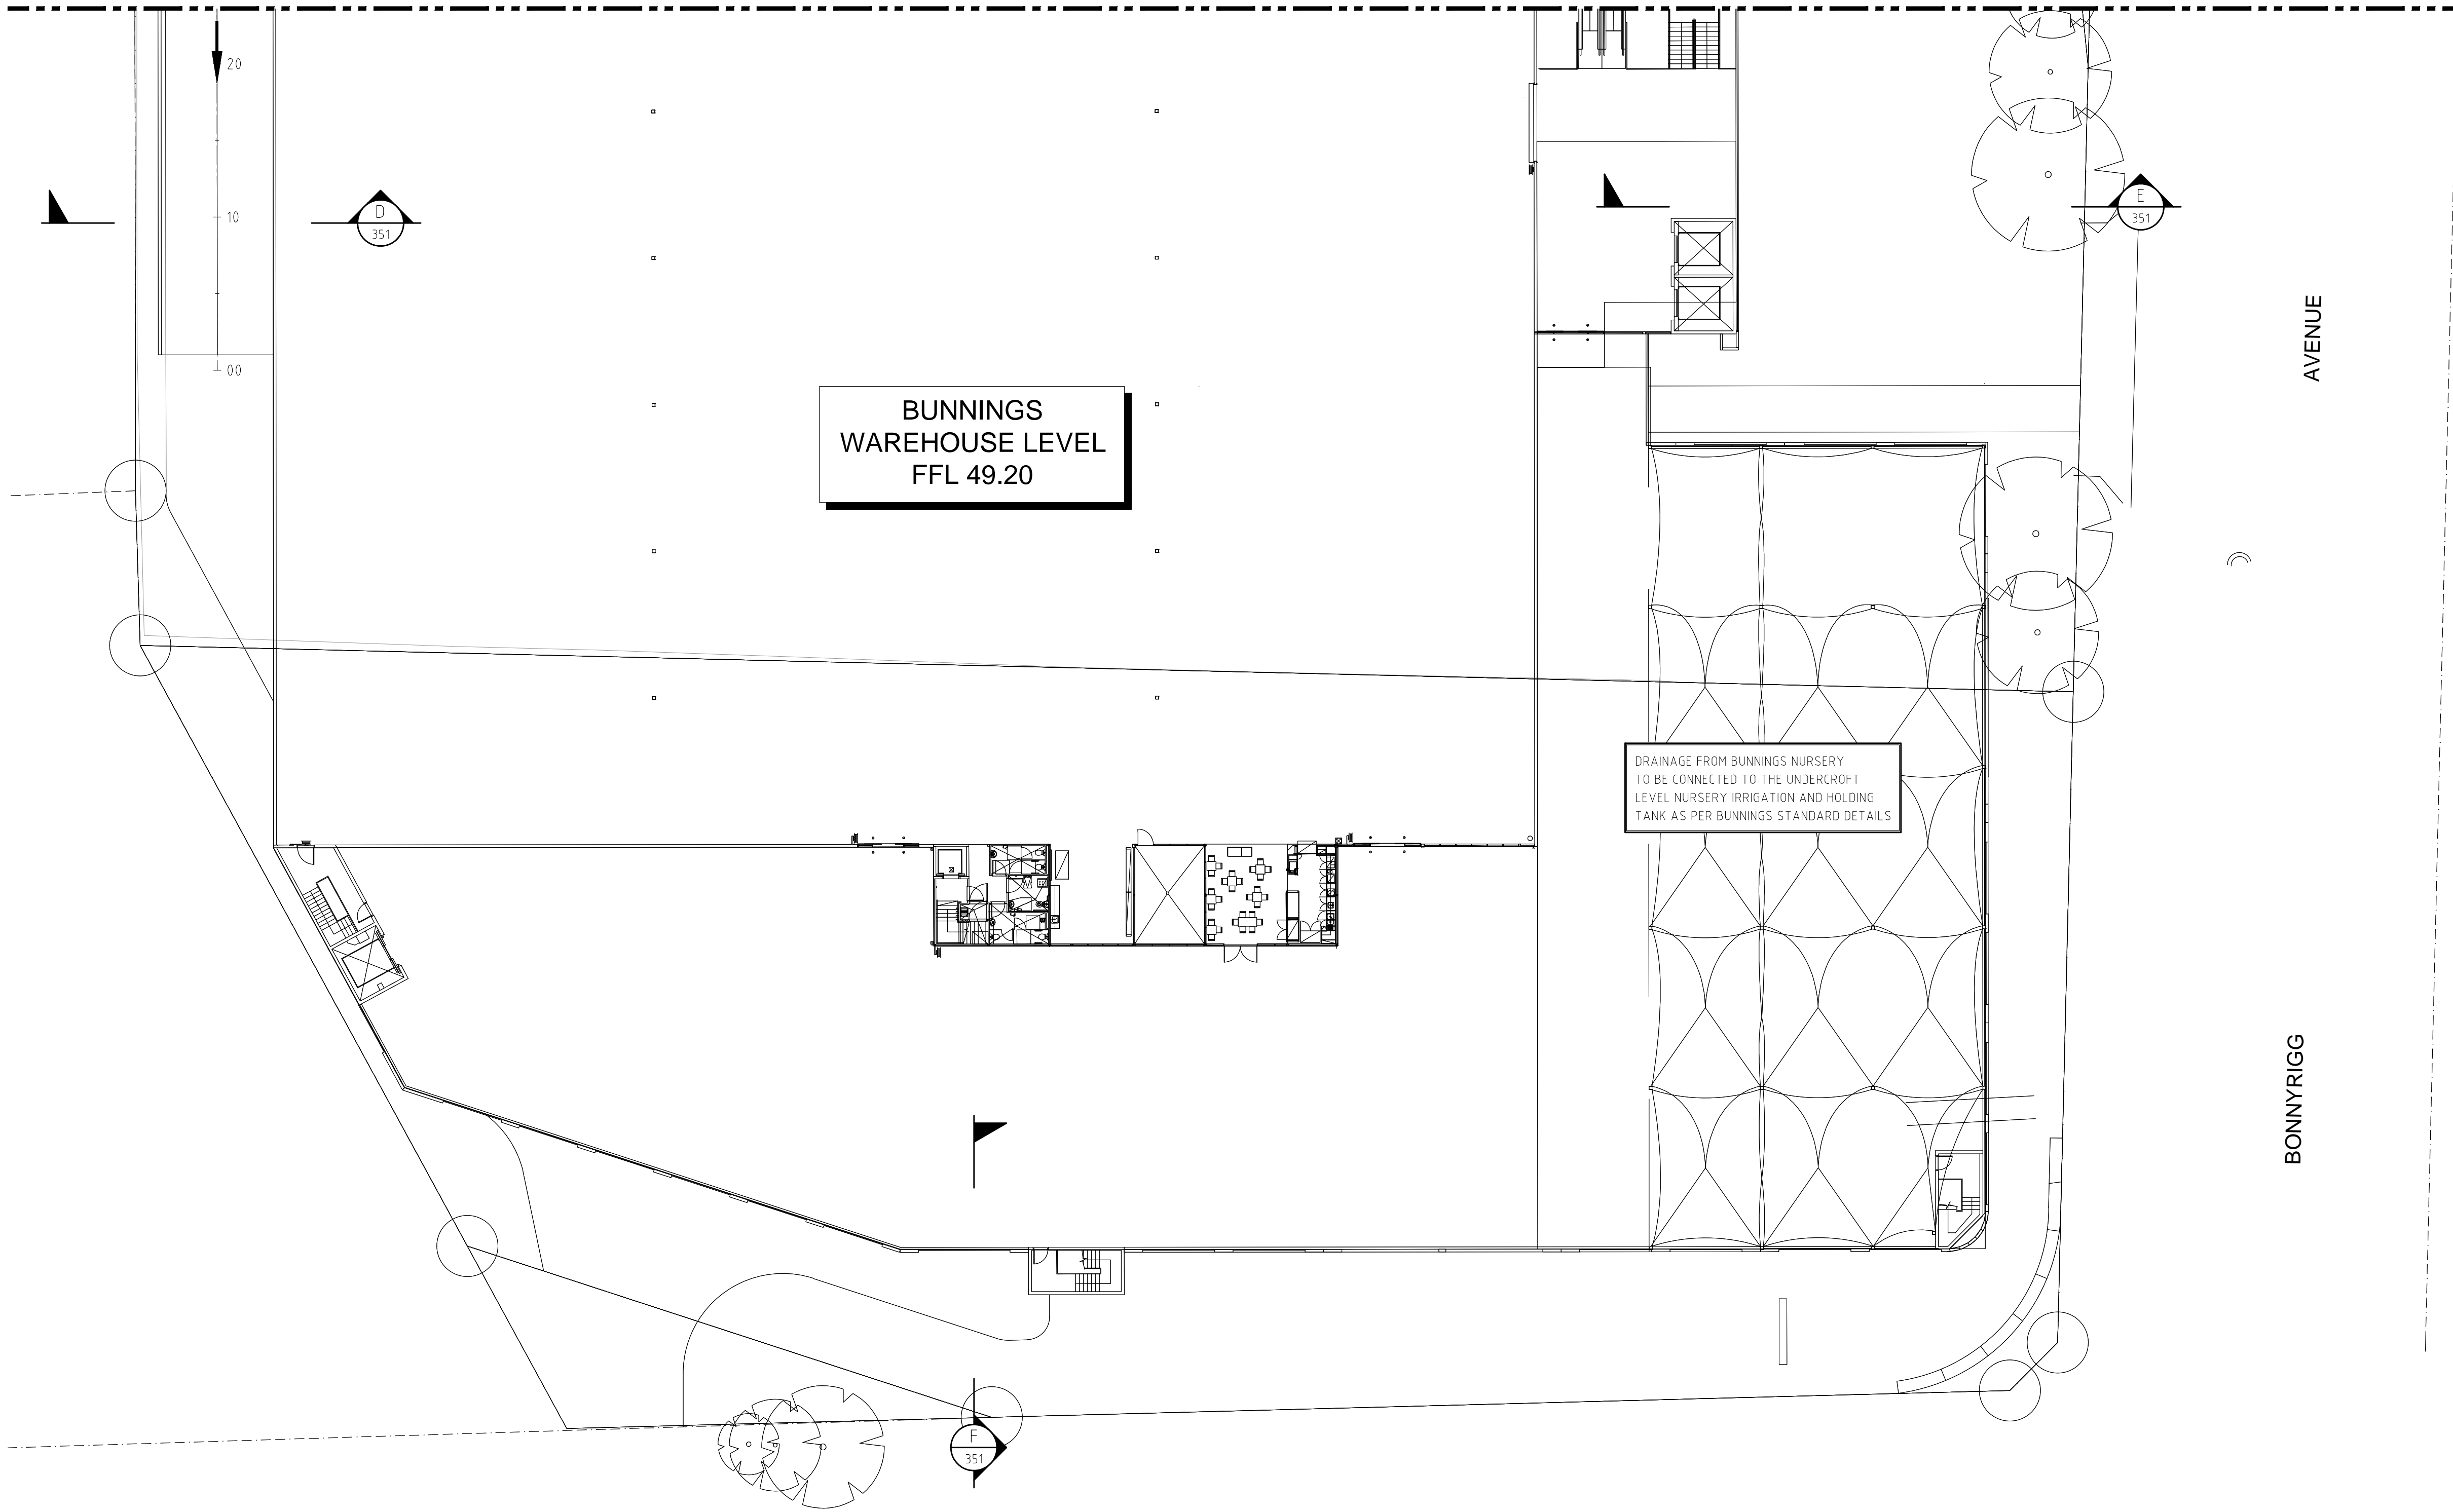 20
10
00
D
351
E
351
AVENUE
BUNNINGS
WAREHOUSE LEVEL
FFL 49.20
DRAINAGE FROM BUNNINGS NURSERY
TO BE CONNECTED TO THE UNDERCROFT
LEVEL NURSERY IRRIGATION AND HOLDING
TANK AS PER BUNNINGS STANDARD DETAILS
BONNYRIGG
F
351